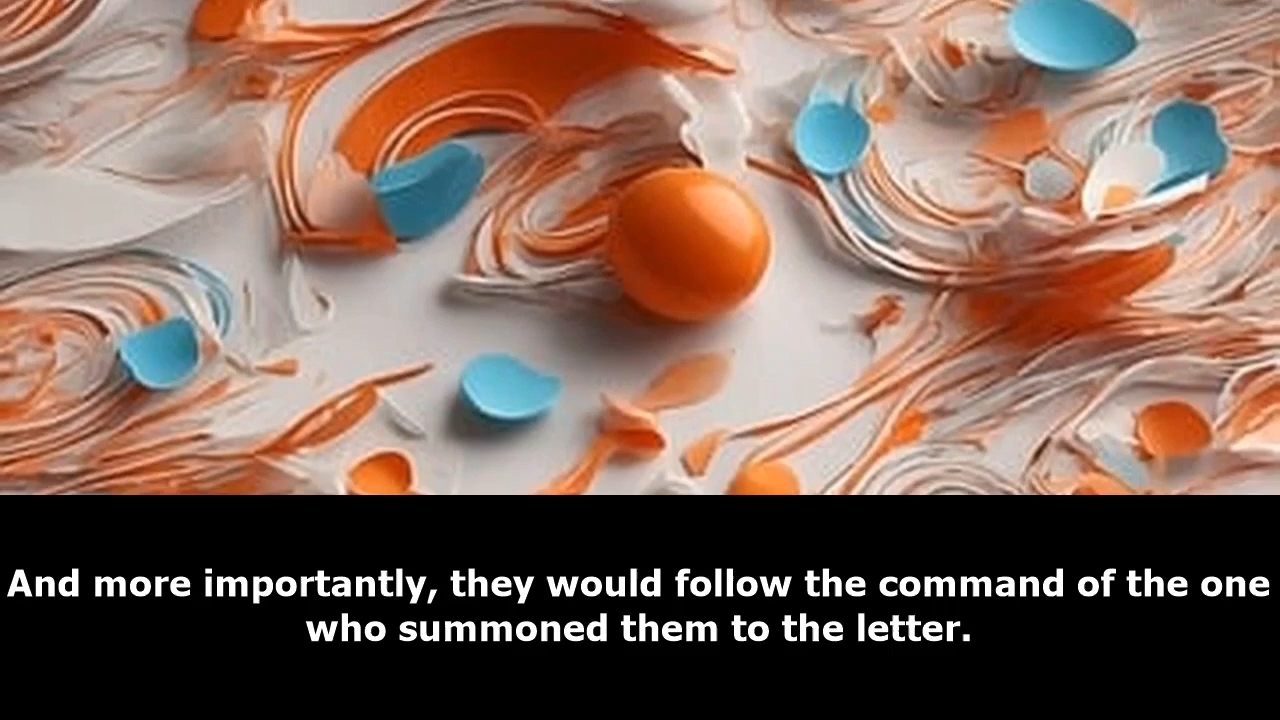 And more importantly, they would follow the command of the one
who summoned them to the letter.